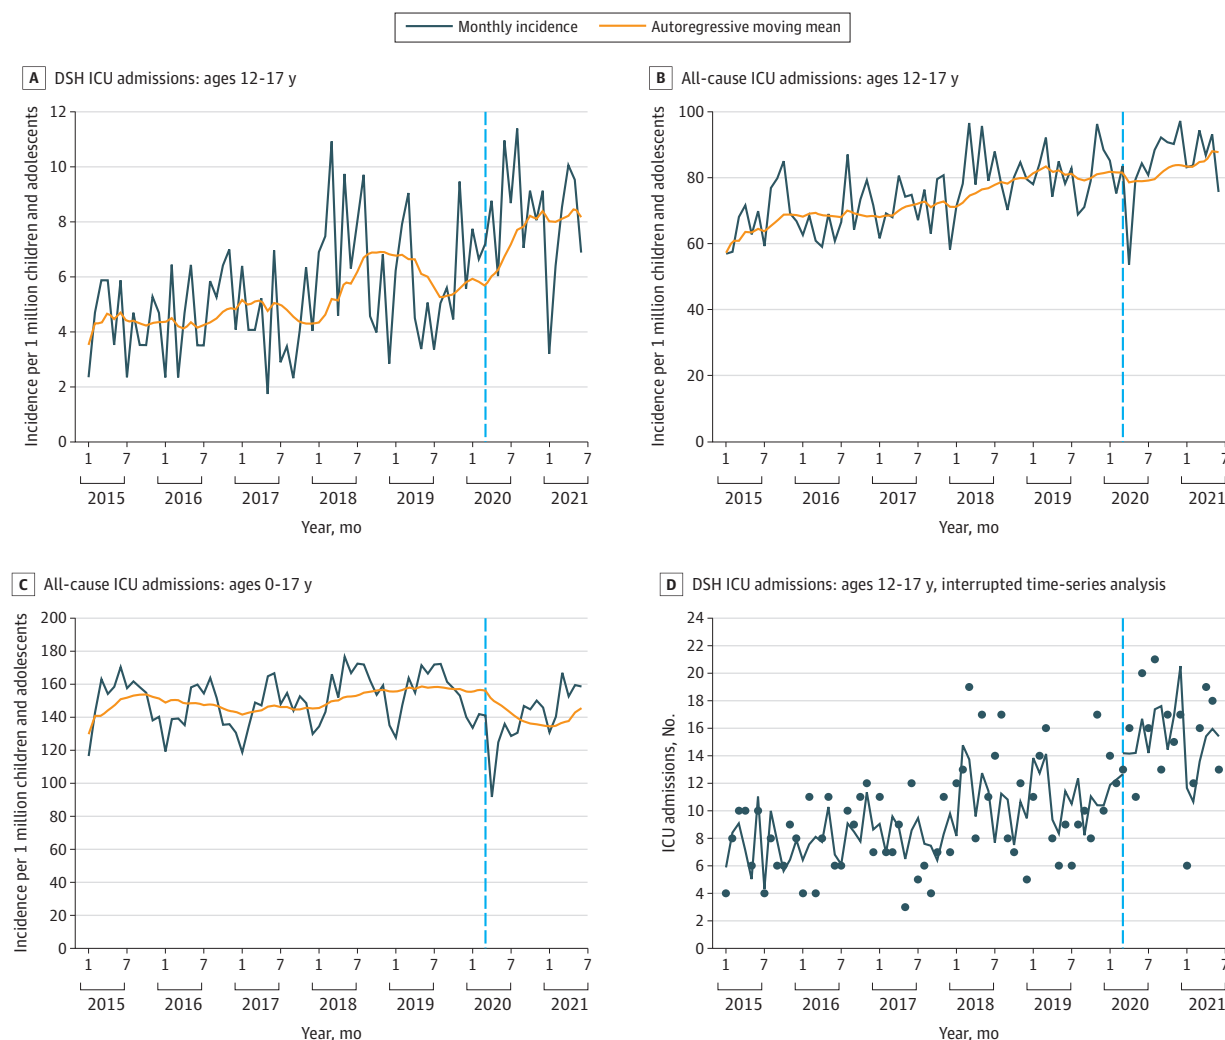 Monthly incidence Autoregressive moving mean
A DSH ICU admissions: ages 12-17 y
Incidence per 1 million children and adolescents
12
10
8
6
4
2
0
1 7 1 7 1 7 1 7 1 7 1 7 1 7
2015 2016 2017 2018 2019 2020 2021
Year, mo
B All-cause ICU admissions: ages 12-17 y
Incidence per 1 million children and adolescents
100
80
60
40
20
0
1 7 1 7 1 7 1 7 1 7 1 7 1 7
2015 2016 2017 2018 2019 2020 2021
Year, mo
C All-cause ICU admissions: ages 0-17 y
Incidence per 1 million children and adolescents
200
180
160
140
120
100
80
60
40
20
0
1 7 1 7 1 7 1 7 1 7 1 7 1 7
2015 2016 2017 2018 2019 2020 2021
Year, mo
D DSH ICU admissions: ages 12-17 y, interrupted time-series analysis
ICU admissions, No.
24
22
20
18
16
14
12
10
8
6
4
2
0
1 7 1 7 1 7 1 7 1 7 1 7 1 7
2015 2016 2017 2018 2019 2020 2021
Year, mo